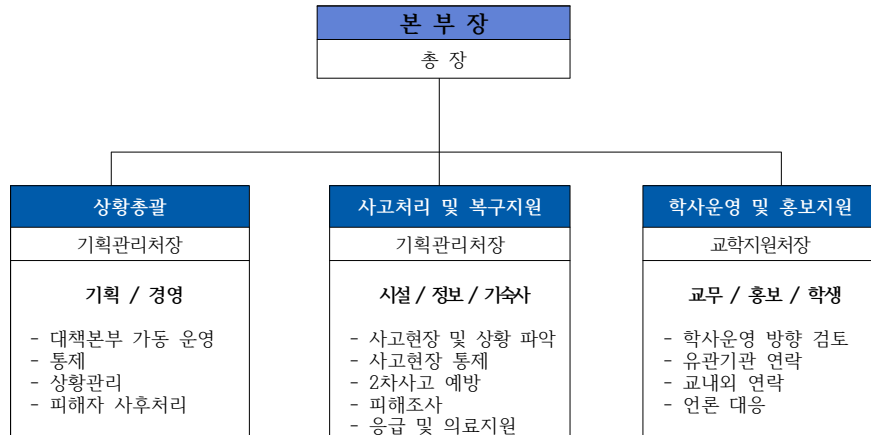 본 부 장
총 장
상황총괄
기획관리처장
기획 / 경영
- 대책본부 가동 운영
- 통제
- 상황관리
- 피해자 사후처리
사고처리 및 복구지원
기획관리처장
시설 / 정보 / 기숙사
- 사고현장 및 상황 파악
- 사고현장 통제
- 2차사고 예방
- 피해조사
- 응급 및 의료지원
학사운영 및 홍보지원
교학지원처장
교무 / 홍보 / 학생
- 학사운영 방향 검토
- 유관기관 연락
- 교내외 연락
- 언론 대응